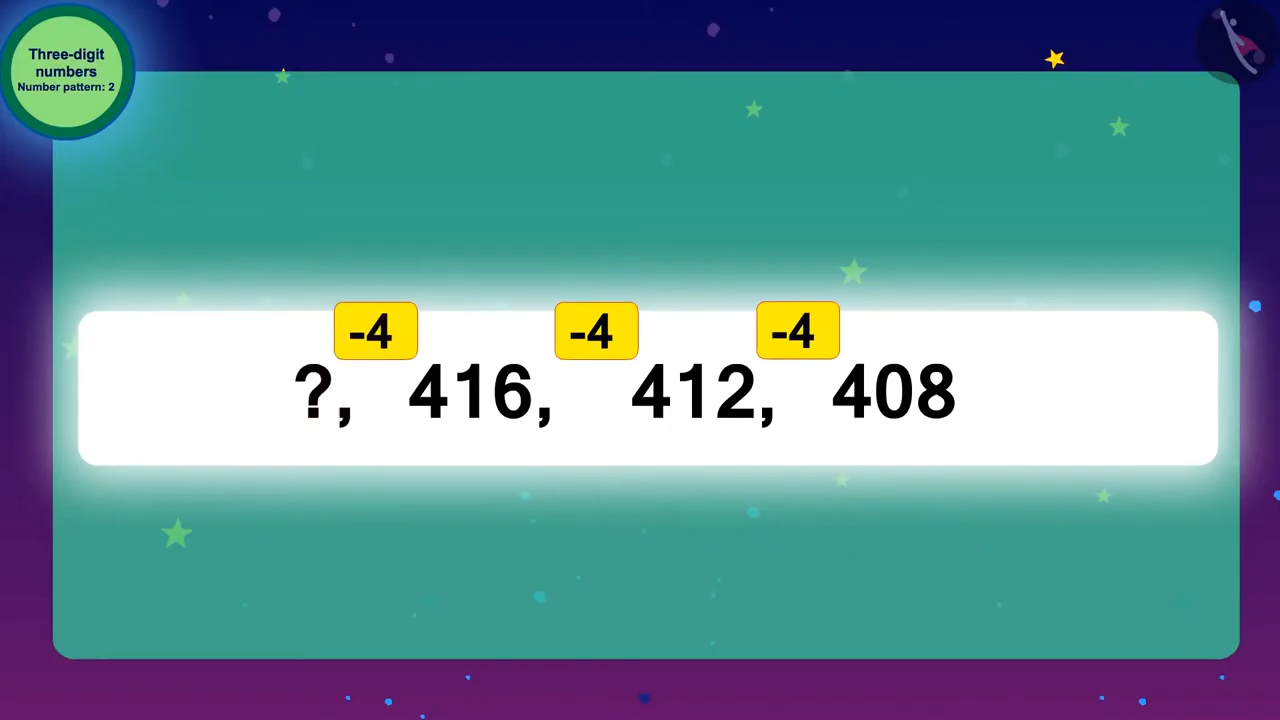 Three-digit
numbers
Number pattern: 2
-4 -4 -4
?, 416, 412, 408